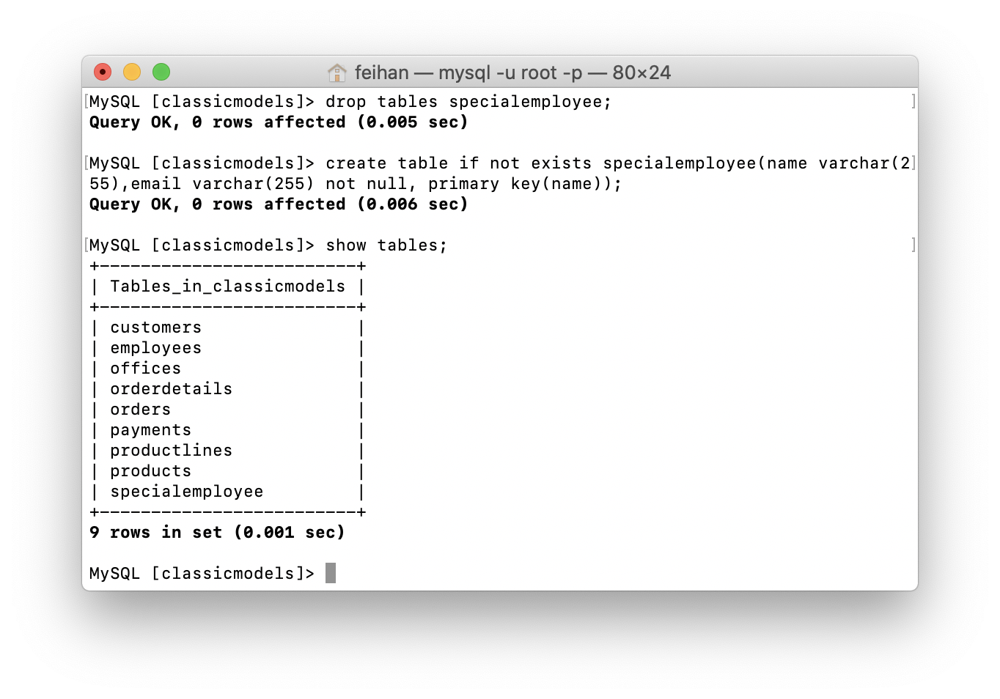 feihan — mysql -u root -p — 80×24
[MySQL [classicmodels]> drop tables specialemployee; ]
Query OK, 0 rows affected (0.005 sec)
[MySQL [classicmodels]> create table if not exists specialemployee(name varchar(2]
55),email varchar(255) not null, primary key(name));
Query OK, 0 rows affected (0.006 sec)
[MySQL [classicmodels]> show tables; ]
+-------------------------+
| Tables_in_classicmodels |
+-------------------------+
| customers               |
| employees               |
| offices                 |
| orderdetails            |
| orders                  |
| payments                |
| productlines            |
| products                |
| specialemployee         |
+-------------------------+
9 rows in set (0.001 sec)
MySQL [classicmodels]>